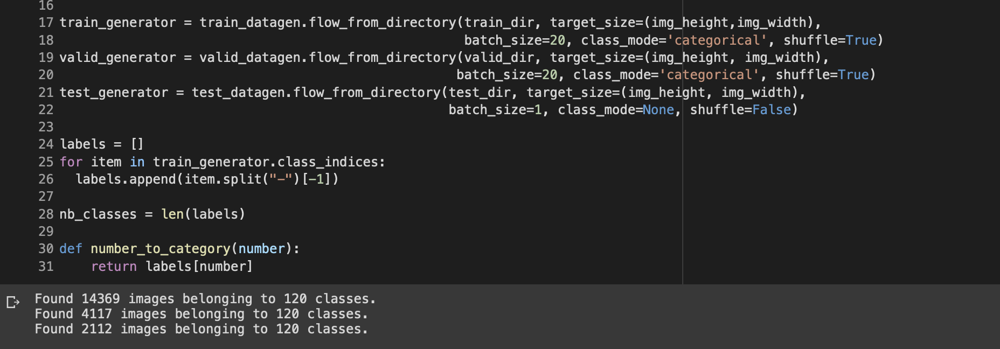 16
17 train_generator = train_datagen.flow_from_directory(train_dir, target_size=(img_height,img_width),
18                                                     batch_size=20, class_mode='categorical', shuffle=True)
19 valid_generator = valid_datagen.flow_from_directory(valid_dir, target_size=(img_height, img_width),
20                                                    batch_size=20, class_mode='categorical', shuffle=True)
21 test_generator = test_datagen.flow_from_directory(test_dir, target_size=(img_height, img_width),
22                                                   batch_size=1, class_mode=None, shuffle=False)
23
24 labels = []
25 for item in train_generator.class_indices:
26   labels.append(item.split("-")[-1])
27
28 nb_classes = len(labels)
29
30 def number_to_category(number):
31     return labels[number]
Found 14369 images belonging to 120 classes.
Found 4117 images belonging to 120 classes.
Found 2112 images belonging to 120 classes.